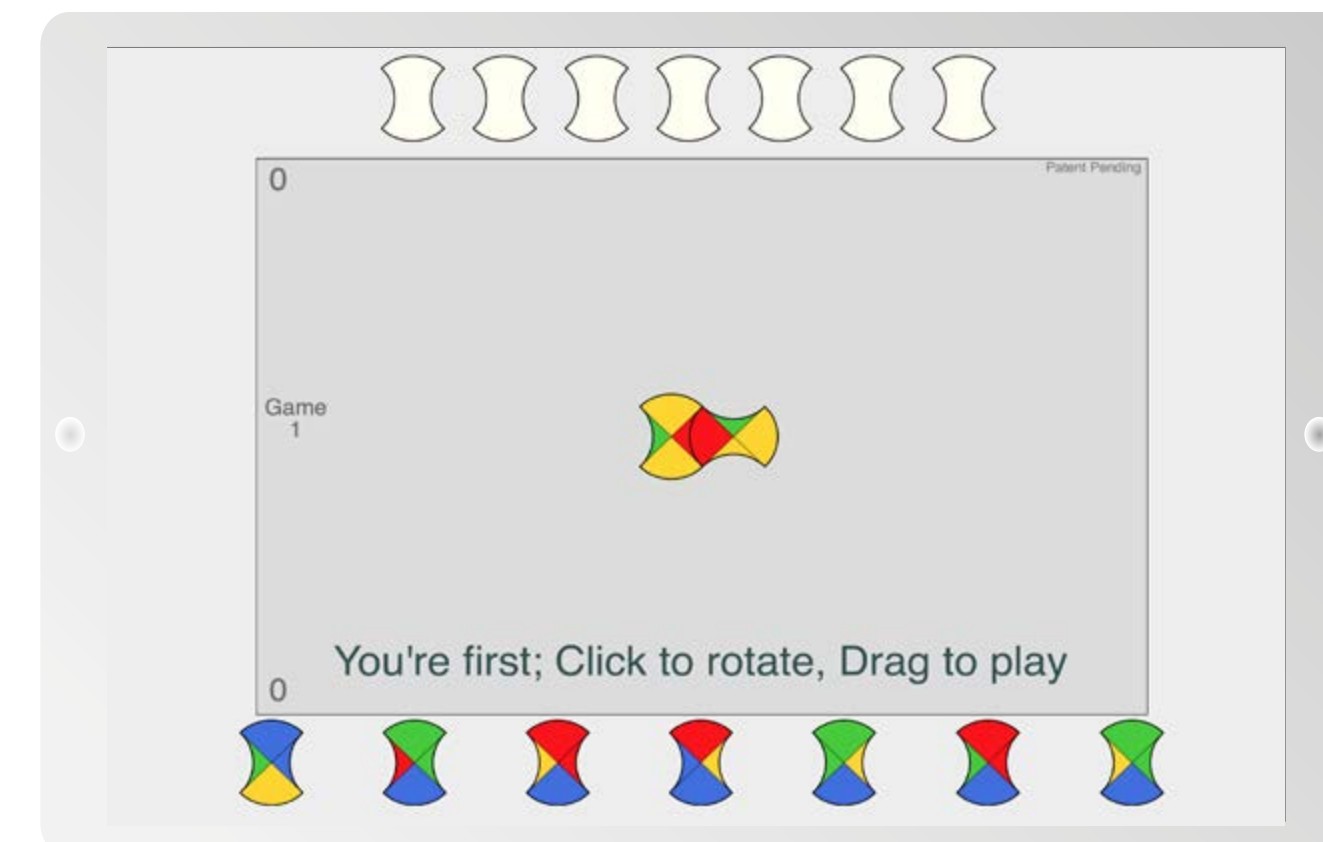 0
Patent Pending
Game
1
You're first; Click to rotate, Drag to play
0